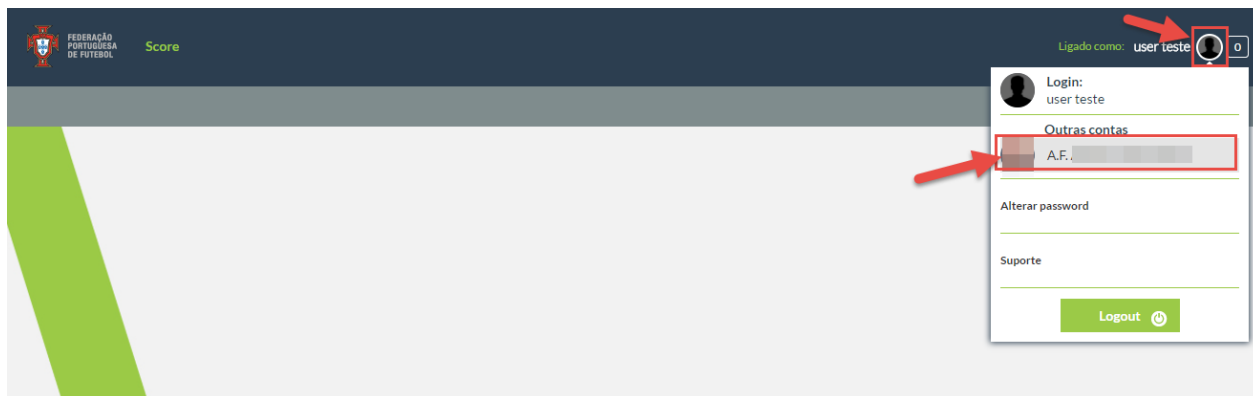 FEDERAÇÃO
PORTUGUESA
DE FUTEBOL
Score
Ligado como: user teste 0
Login:
user teste
Outras contas
A.F.
Alterar password
Suporte
Logout